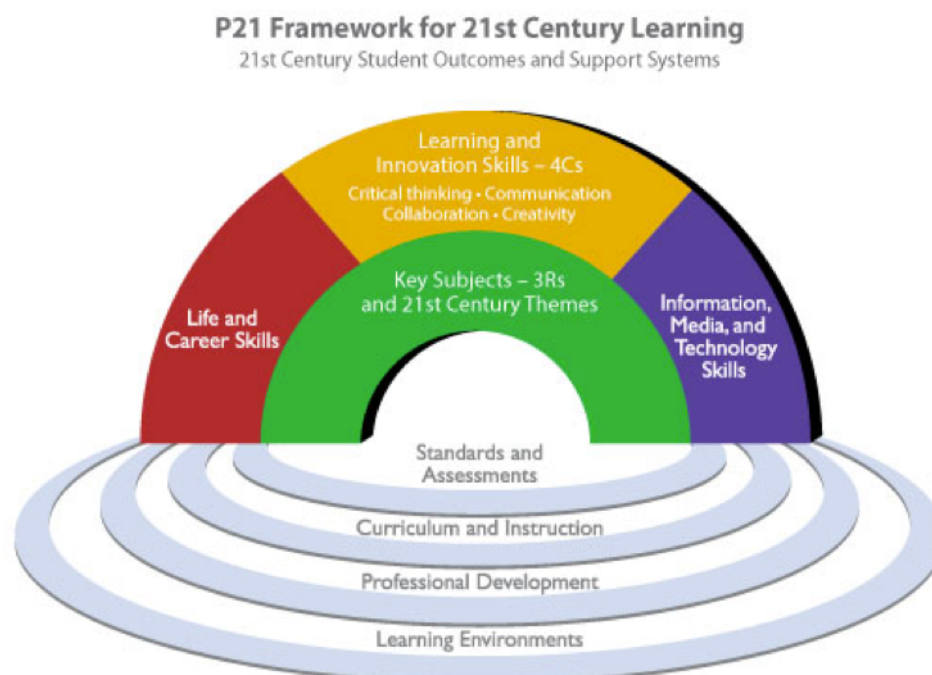 P21 Framework for 21st Century Learning
21st Century Student Outcomes and Support Systems
Learning and
Innovation Skills – 4Cs
Critical thinking • Communication
Collaboration • Creativity
Key Subjects – 3Rs
and 21st Century Themes
Life and
Career Skills
Information,
Media, and
Technology
Skills
Standards and
Assessments
Curriculum and Instruction
Professional Development
Learning Environments